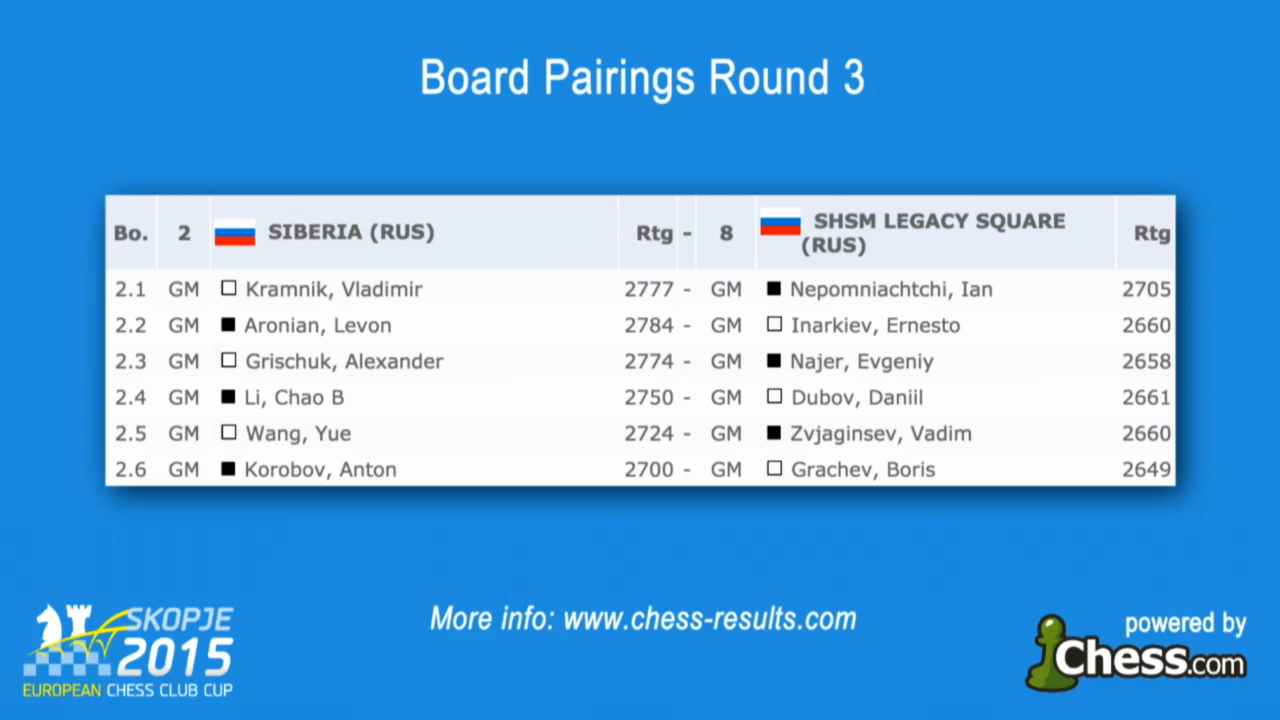 Board Pairings Round 3
Bo. 2 SIBERIA (RUS) Rtg - 8 SHSM LEGACY SQUARE (RUS) Rtg
2.1 GM Kramnik, Vladimir 2777 - GM Nepomniachtchi, Ian 2705
2.2 GM Aronian, Levon 2784 - GM Inarkiev, Ernesto 2660
2.3 GM Grischuk, Alexander 2774 - GM Najer, Evgeniy 2658
2.4 GM Li, Chao B 2750 - GM Dubov, Daniil 2661
2.5 GM Wang, Yue 2724 - GM Zvjaginsev, Vadim 2660
2.6 GM Korobov, Anton 2700 - GM Grachev, Boris 2649
SKOPJE
2015
EUROPEAN CHESS CLUB CUP
More info: www.chess-results.com
powered by
Chess.com